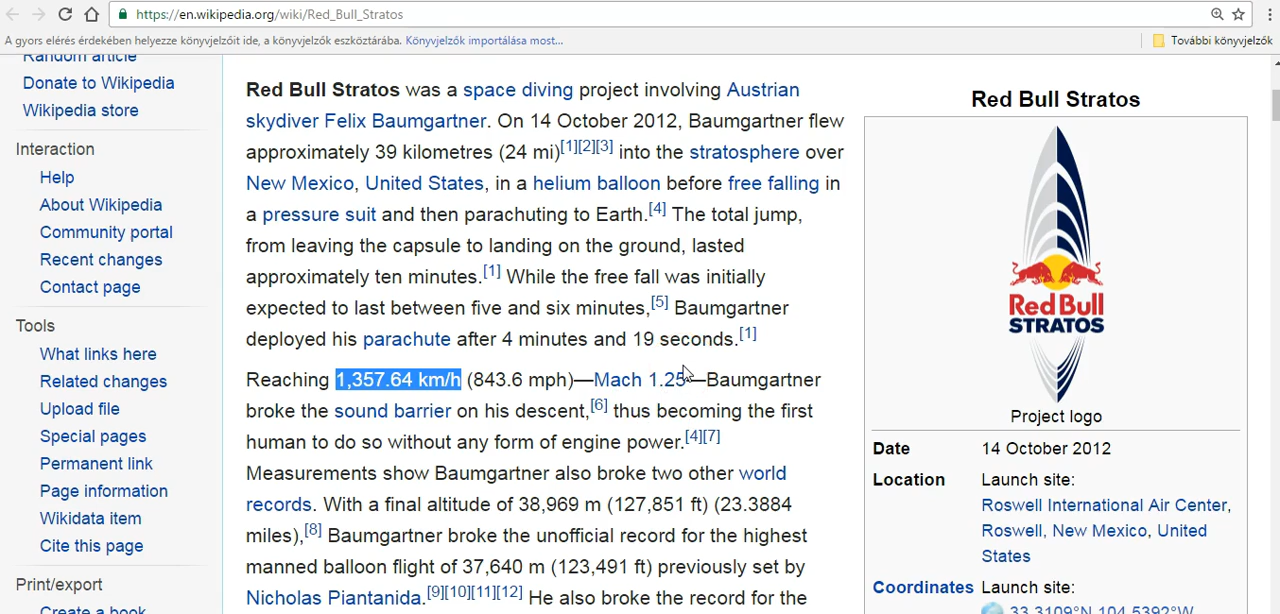 https://en.wikipedia.org/wiki/Red_Bull_Stratos
A gyors elérés érdekében helyezze könyvjelzőit ide, a könyvjelzők eszköztárába. Könyvjelzők importálása most...
További könyvjelzők
Random article
Donate to Wikipedia
Wikipedia store
Interaction
Help
About Wikipedia
Community portal
Recent changes
Contact page
Tools
What links here
Related changes
Upload file
Special pages
Permanent link
Page information
Wikidata item
Cite this page
Print/export
Create a book
Red Bull Stratos was a space diving project involving Austrian
skydiver Felix Baumgartner. On 14 October 2012, Baumgartner flew
approximately 39 kilometres (24 mi)[1][2][3] into the stratosphere over
New Mexico, United States, in a helium balloon before free falling in
a pressure suit and then parachuting to Earth.[4] The total jump,
from leaving the capsule to landing on the ground, lasted
approximately ten minutes.[1] While the free fall was initially
expected to last between five and six minutes,[5] Baumgartner
deployed his parachute after 4 minutes and 19 seconds.[1]
Reaching 1,357.64 km/h (843.6 mph)—Mach 1.25—Baumgartner
broke the sound barrier on his descent,[6] thus becoming the first
human to do so without any form of engine power.[4][7]
Measurements show Baumgartner also broke two other world
records. With a final altitude of 38,969 m (127,851 ft) (23.3884
miles),[8] Baumgartner broke the unofficial record for the highest
manned balloon flight of 37,640 m (123,491 ft) previously set by
Nicholas Piantanida.[9][10][11][12] He also broke the record for the
Red Bull Stratos
Red Bull
STRATOS
Project logo
Date 14 October 2012
Location Launch site:
Roswell International Air Center,
Roswell, New Mexico, United
States
Coordinates Launch site:
33.3109°N 104.5392°W